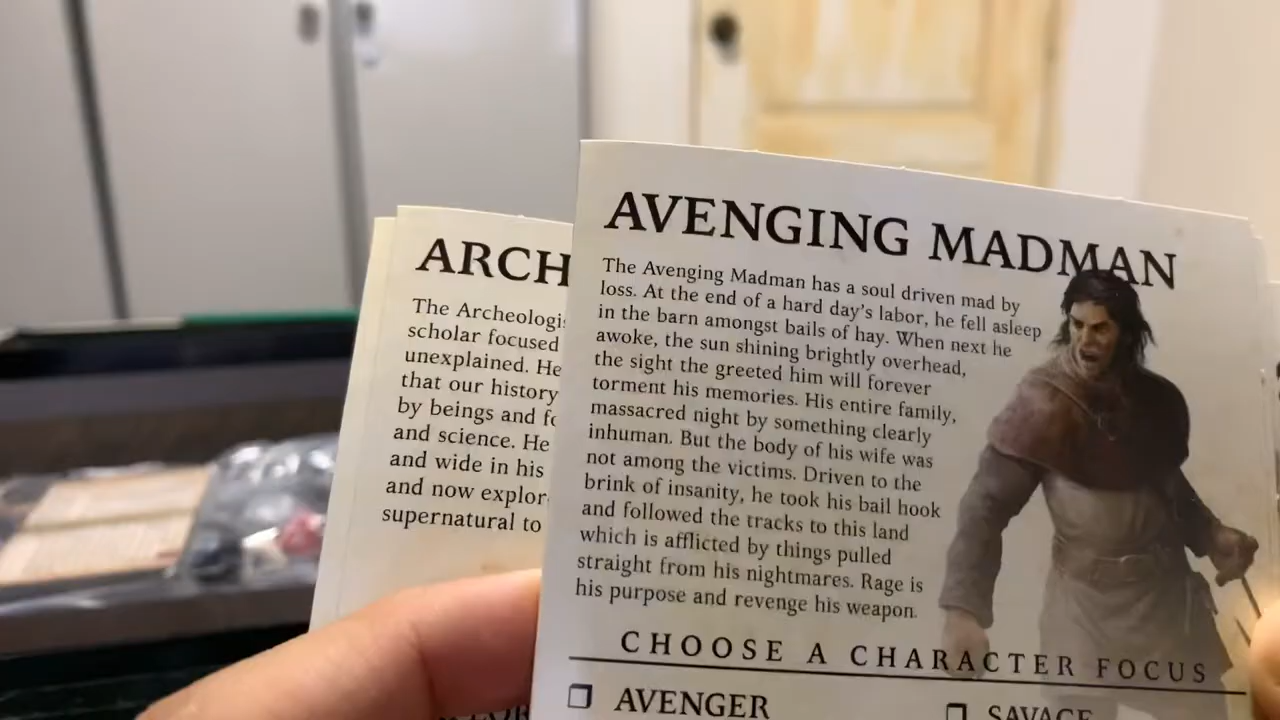 ARCH
The Archeologi
scholar focused
unexplained. He
that our history
by beings and fo
and science. He
and wide in his
and now explor
supernatural to
AVENGING MADMAN
The Avenging Madman has a soul driven mad by
loss. At the end of a hard day's labor, he fell asleep
in the barn amongst bails of hay. When next he
awoke, the sun shining brightly overhead,
the sight the greeted him will forever
torment his memories. His entire family,
massacred night by something clearly
inhuman. But the body of his wife was
not among the victims. Driven to the
brink of insanity, he took his bail hook
and followed the tracks to this land
which is afflicted by things pulled
straight from his nightmares. Rage is
his purpose and revenge his weapon.
CHOOSE A CHARACTER FOCUS
AVENGER
SAVAGE